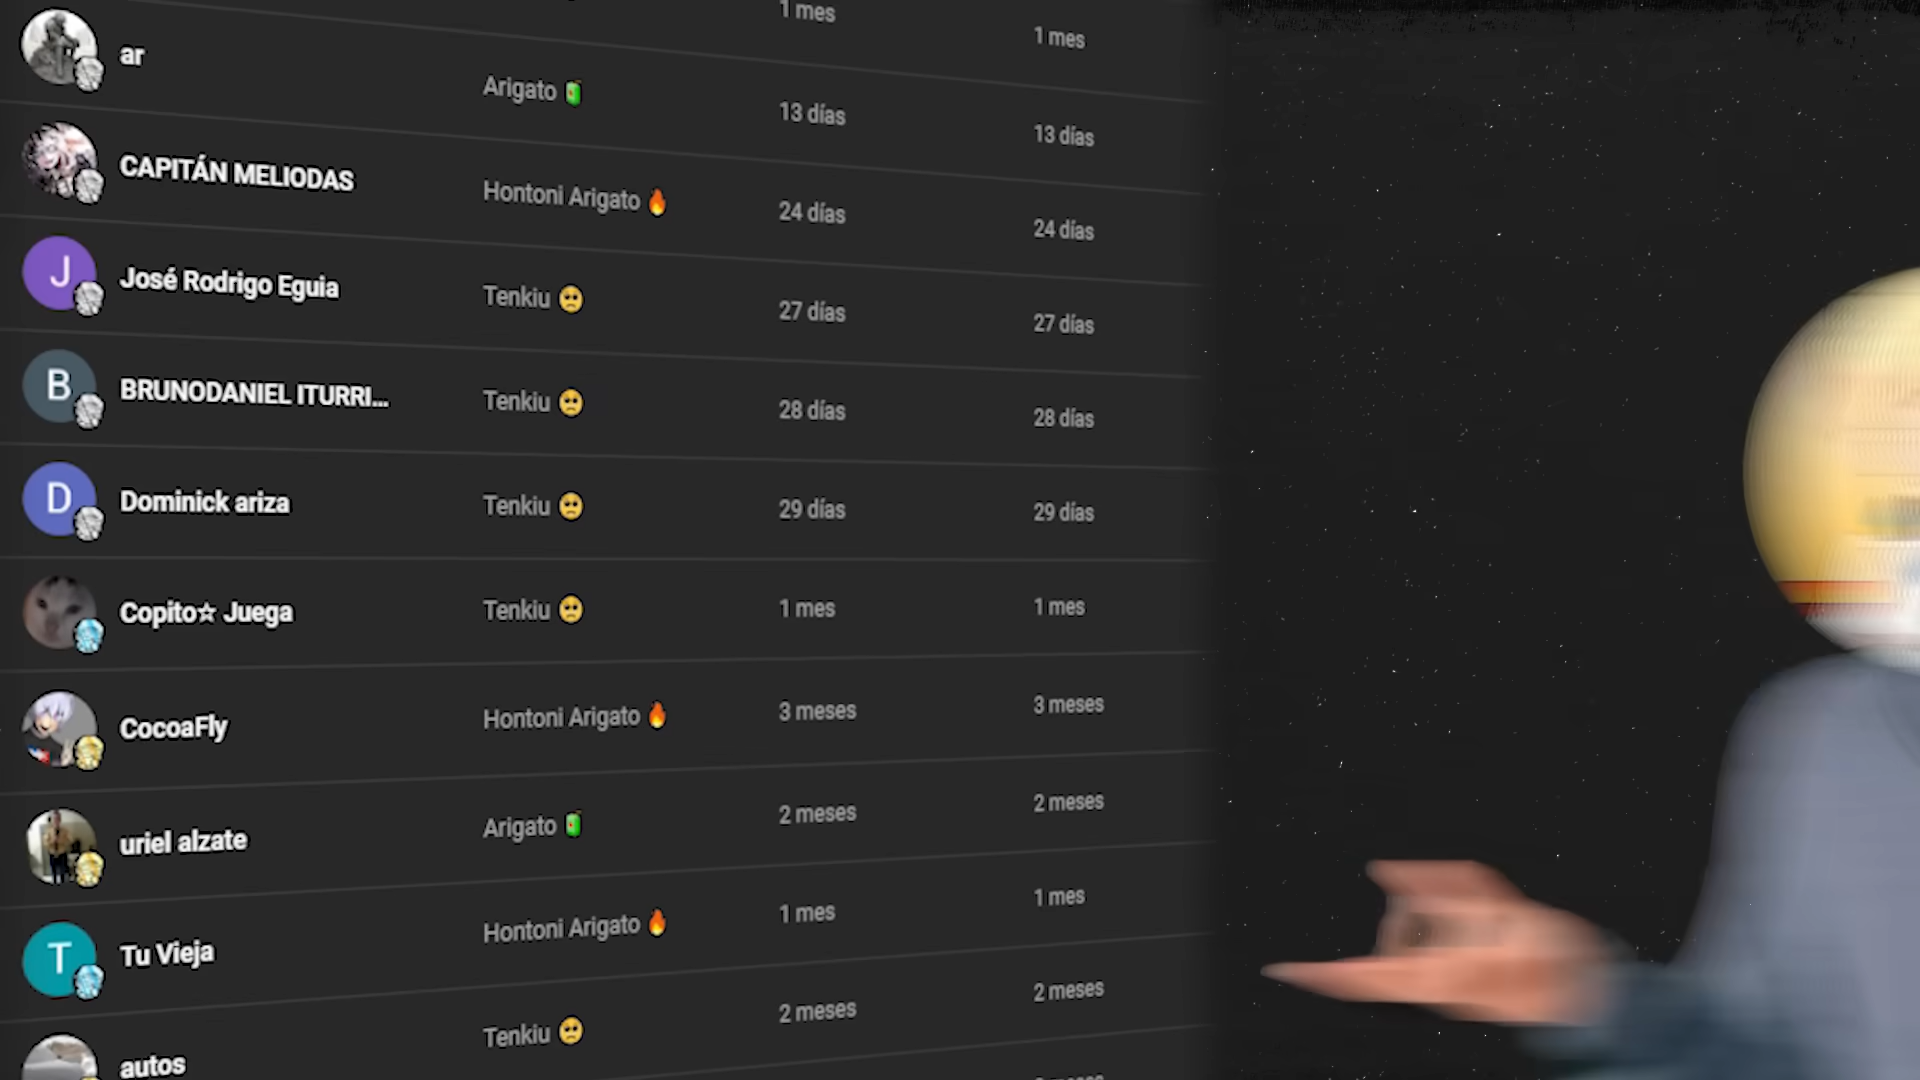 1 mes 1 mes
ar Arigato 13 días 13 días
CAPITÁN MELIODAS Hontoni Arigato 🔥 24 días 24 días
J José Rodrigo Eguia Tenkiu 🥺 27 días 27 días
B BRUNODANIEL ITURRI... Tenkiu 🥺 28 días 28 días
D Dominick ariza Tenkiu 🥺 29 días 29 días
Copito☆ Juega Tenkiu 🥺 1 mes 1 mes
CocoaFly Hontoni Arigato 🔥 3 meses 3 meses
uriel alzate Arigato 2 meses 2 meses
T Tu Vieja Hontoni Arigato 🔥 1 mes 1 mes
autos Tenkiu 🥺 2 meses 2 meses